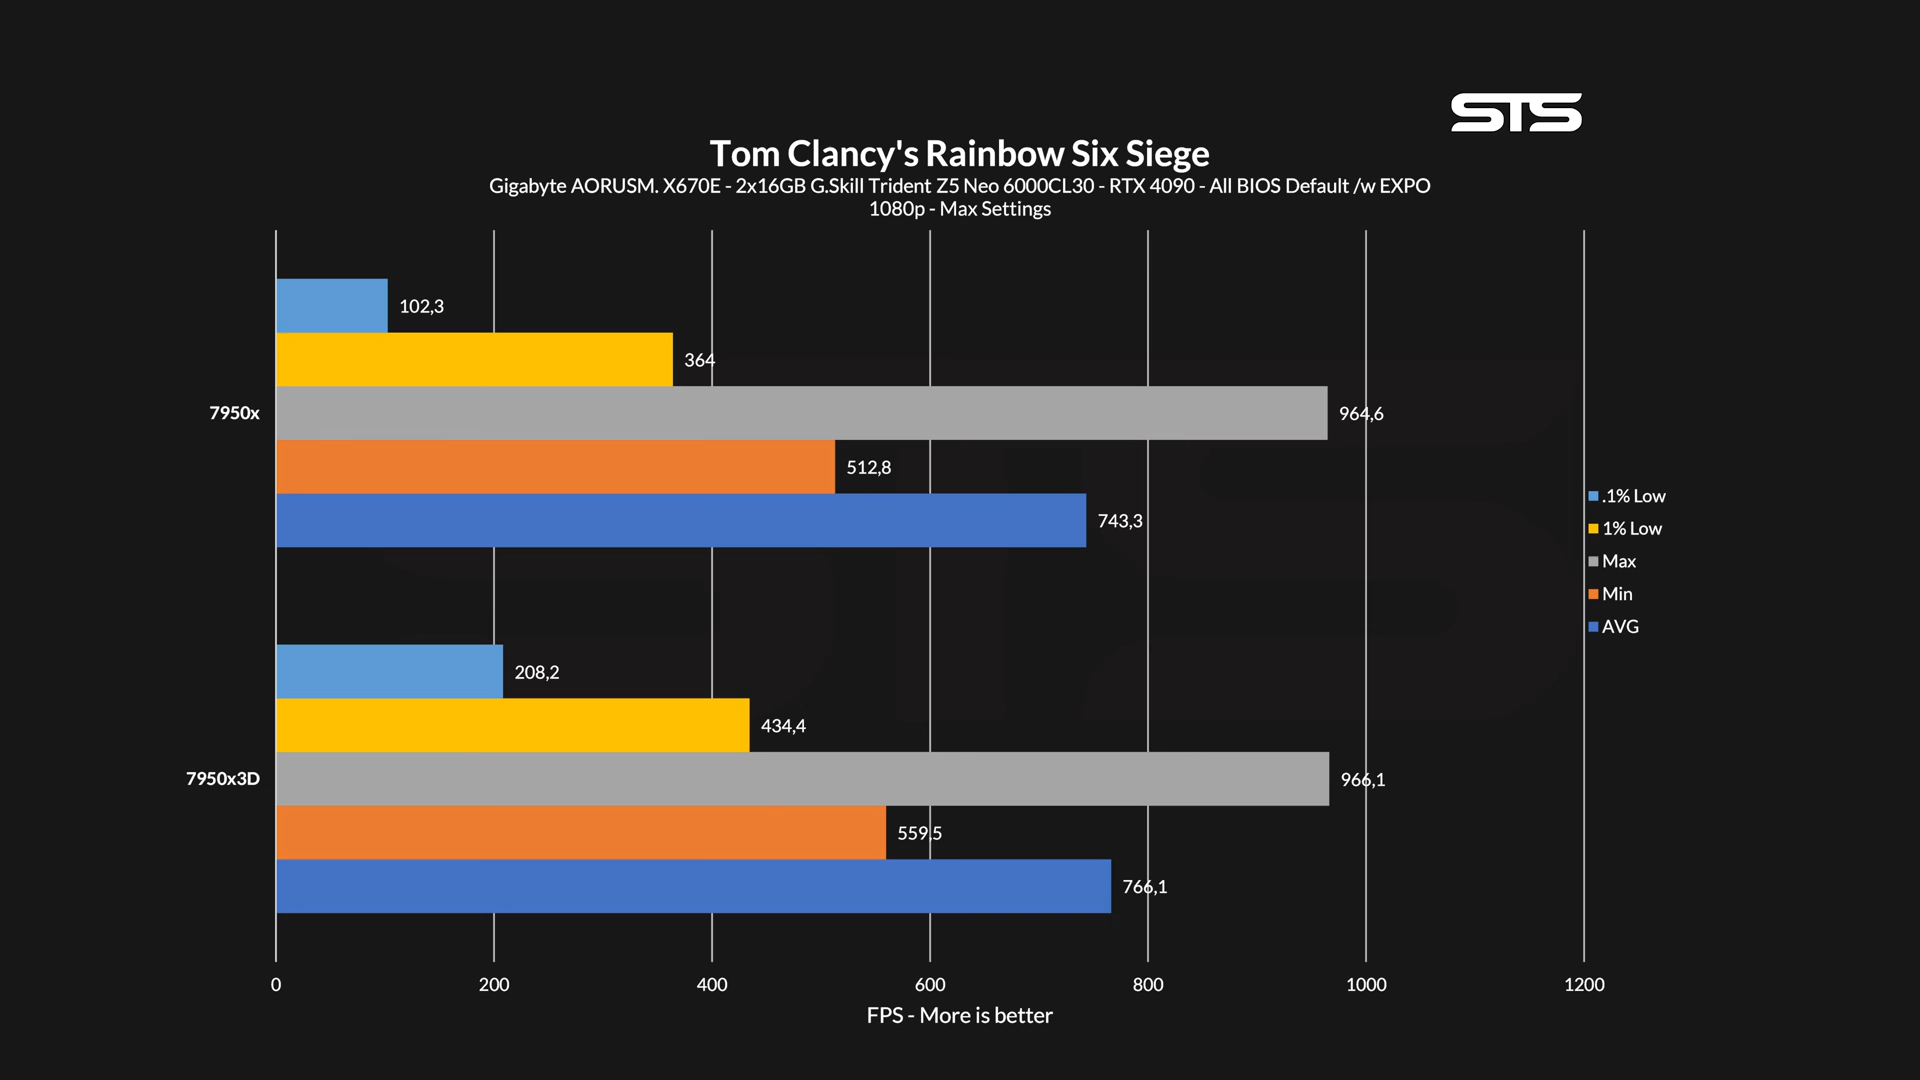 STS
Tom Clancy's Rainbow Six Siege
Gigabyte AORUSM. X670E - 2x16GB G.Skill Trident Z5 Neo 6000CL30 - RTX 4090 - All BIOS Default /w EXPO
1080p - Max Settings
102,3
364
7950x
964,6
512,8
743,3
.1% Low
1% Low
Max
Min
AVG
208,2
434,4
7950x3D
966,1
559,5
766,1
0 200 400 600 800 1000 1200
FPS - More is better